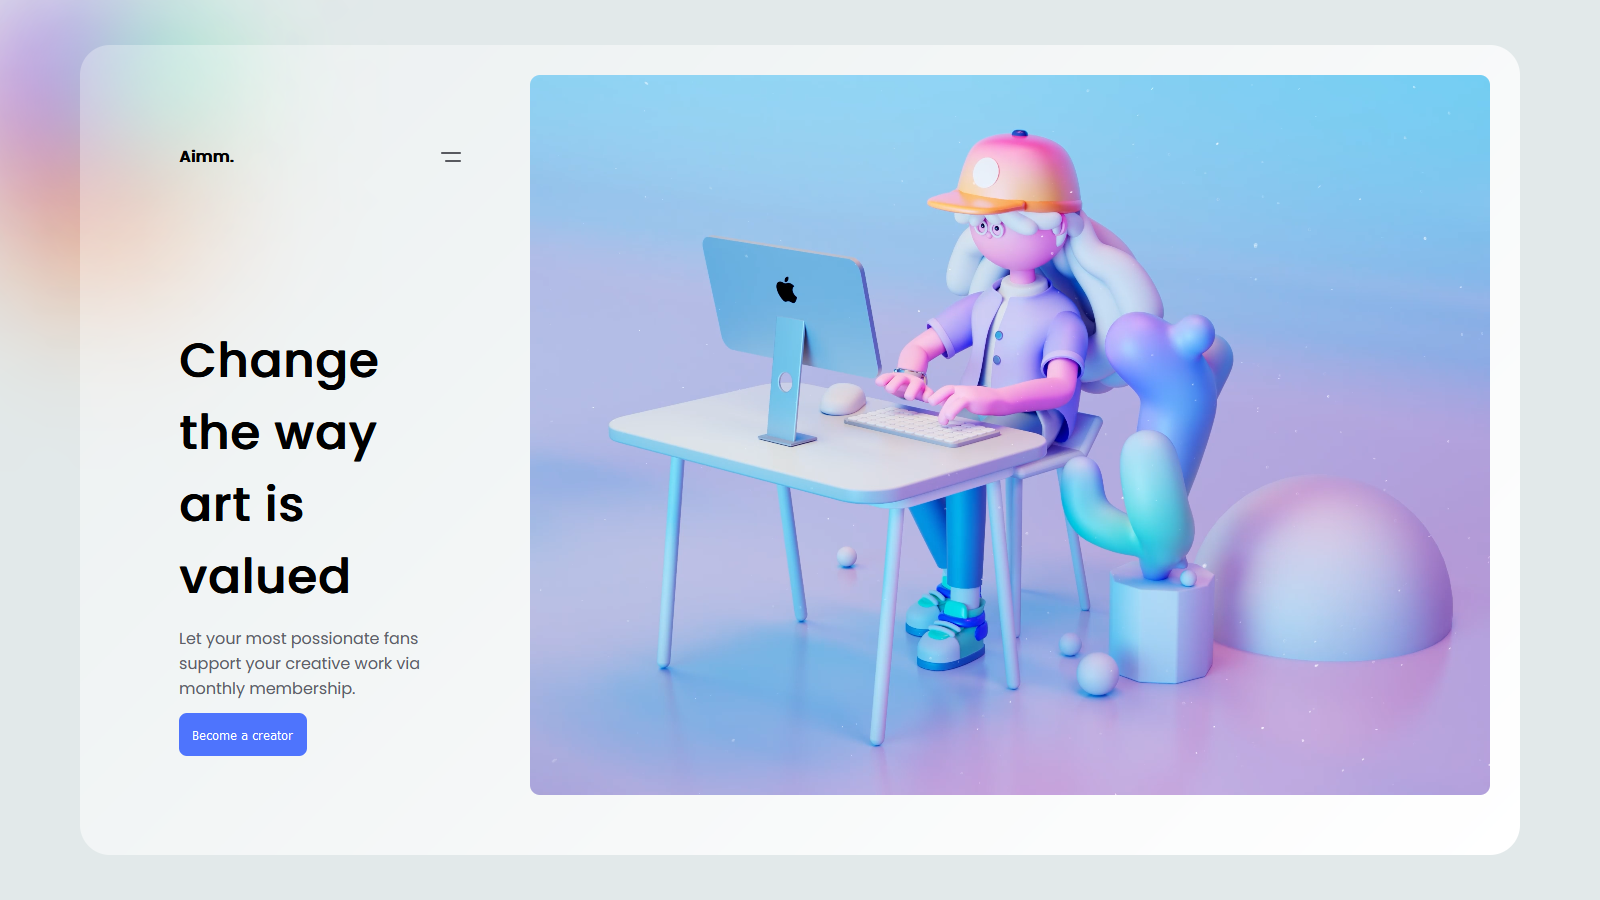 Aimm.
Change
the way
art is
valued
Let your most possionate fans
support your creative work via
monthly membership.
Become a creator